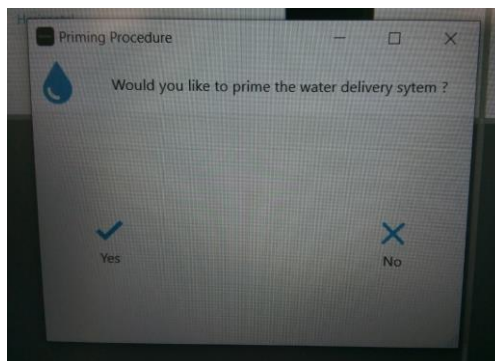 Priming Procedure
Would you like to prime the water delivery sytem ?
Yes
No